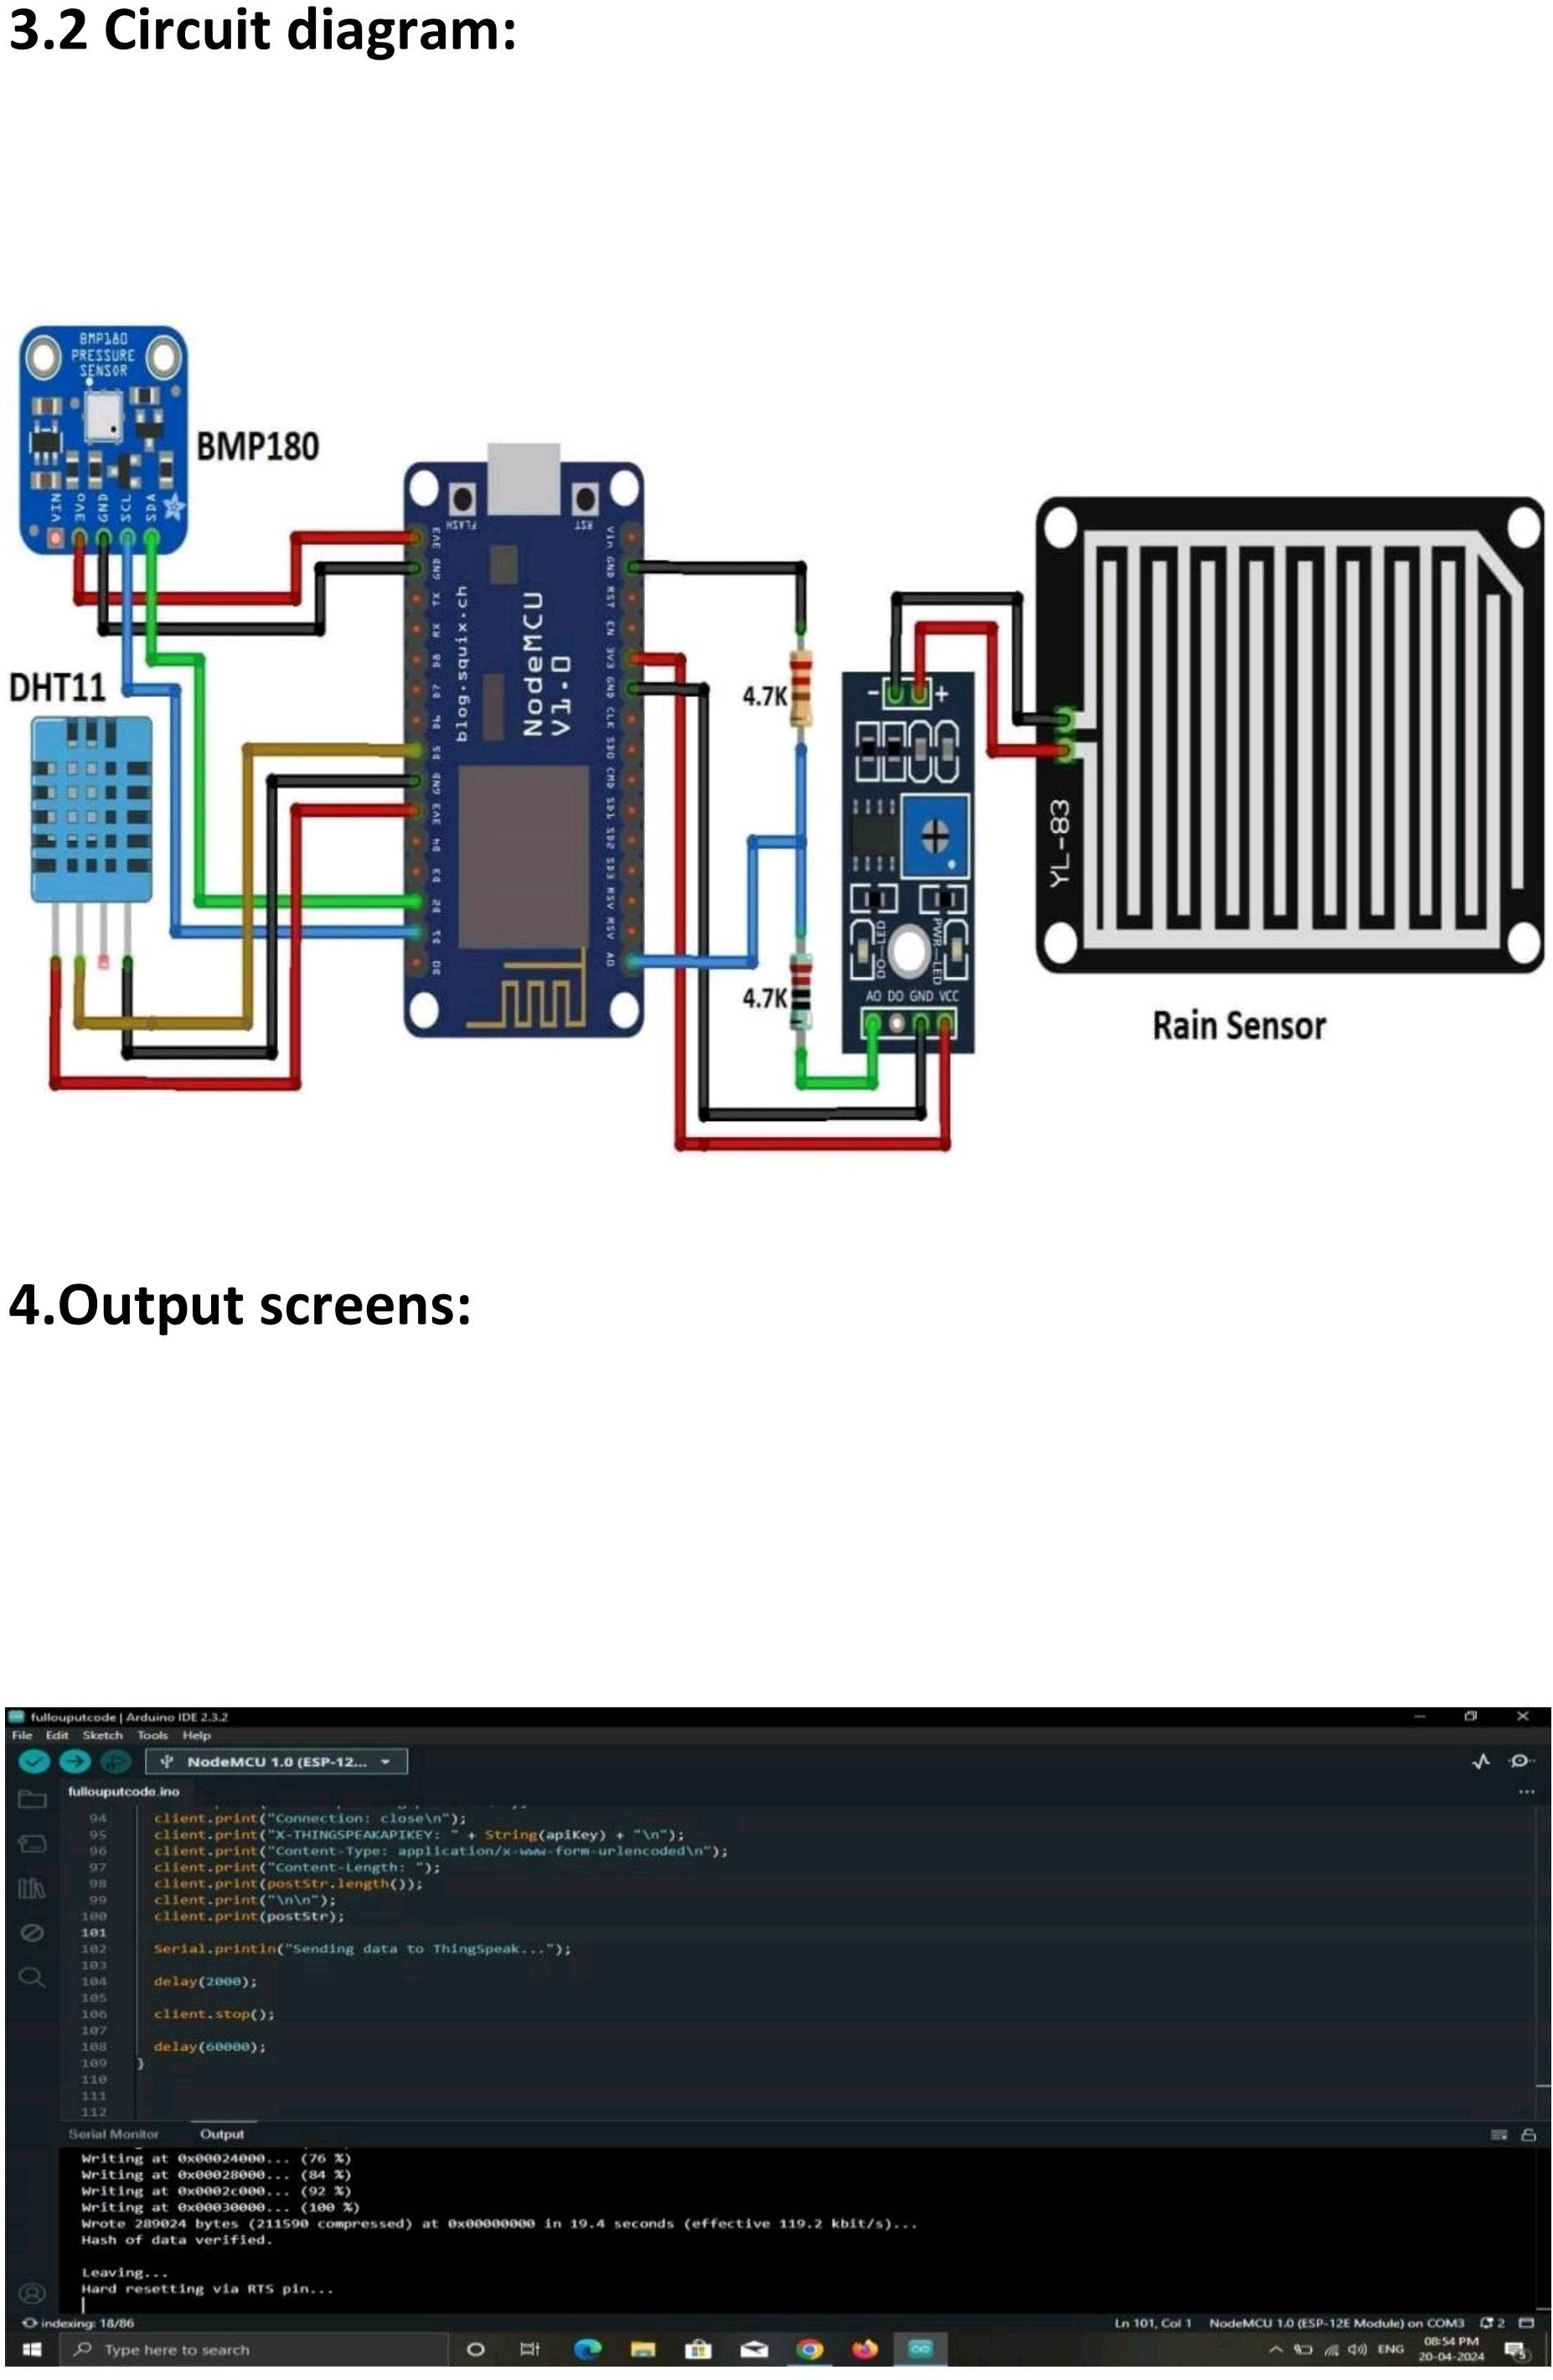 3.2 Circuit diagram:
BMP180
PRESSURE
SENSOR
VIN
3Vo
GND
SCL
SDA
BMP180
DHT11
FLASH
RST
3V3
GND
TX
RX
D8
D7
D6
D5
GND
3V3
D4
D3
D2
D1
D0
blog.squix.ch
NodeMCU
V1.0
Vin
GND
RST
EN
3V3
GND
CLK
SD0
CMD
SD1
SD2
SD3
RSV
RSV
A0
4.7K
4.7K
- +
DO-LED
PWR-LED
AO DO GND VCC
YL-83
Rain Sensor
4.Output screens:
fullouputcode | Arduino IDE 2.3.2
File Edit Sketch Tools Help
NodeMCU 1.0 (ESP-12...
fullouputcode.ino
94 client.print("Connection: close\n");
95 client.print("X-THINGSPEAKAPIKEY: " + String(apiKey) + "\n");
96 client.print("Content-Type: application/x-www-form-urlencoded\n");
97 client.print("Content-Length: ");
98 client.print(postStr.length());
99 client.print("\n\n");
100 client.print(postStr);
101
102 Serial.println("Sending data to ThingSpeak...");
103
104 delay(2000);
105
106 client.stop();
107
108 delay(60000);
109 }
110
111
112
Serial Monitor Output
Writing at 0x00024000... (76 %)
Writing at 0x00028000... (84 %)
Writing at 0x0002c000... (92 %)
Writing at 0x00030000... (100 %)
Wrote 289024 bytes (211590 compressed) at 0x00000000 in 19.4 seconds (effective 119.2 kbit/s)...
Hash of data verified.
Leaving...
Hard resetting via RTS pin...
indexing: 18/86
Ln 101, Col 1 NodeMCU 1.0 (ESP-12E Module) on COM3 2
Type here to search
ENG
08:54 PM
20-04-2024
5